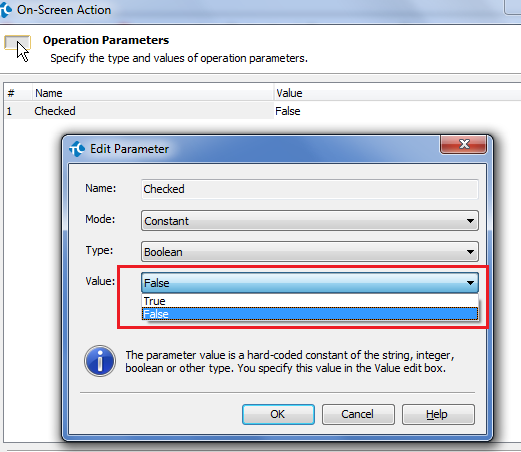 On-Screen Action
Operation Parameters
Specify the type and values of operation parameters.
# Name Value
1 Checked False
Edit Parameter
Name: Checked
Mode: Constant
Type: Boolean
Value: False
True
False
The parameter value is a hard-coded constant of the string, integer,
boolean or other type. You specify this value in the Value edit box.
OK Cancel Help